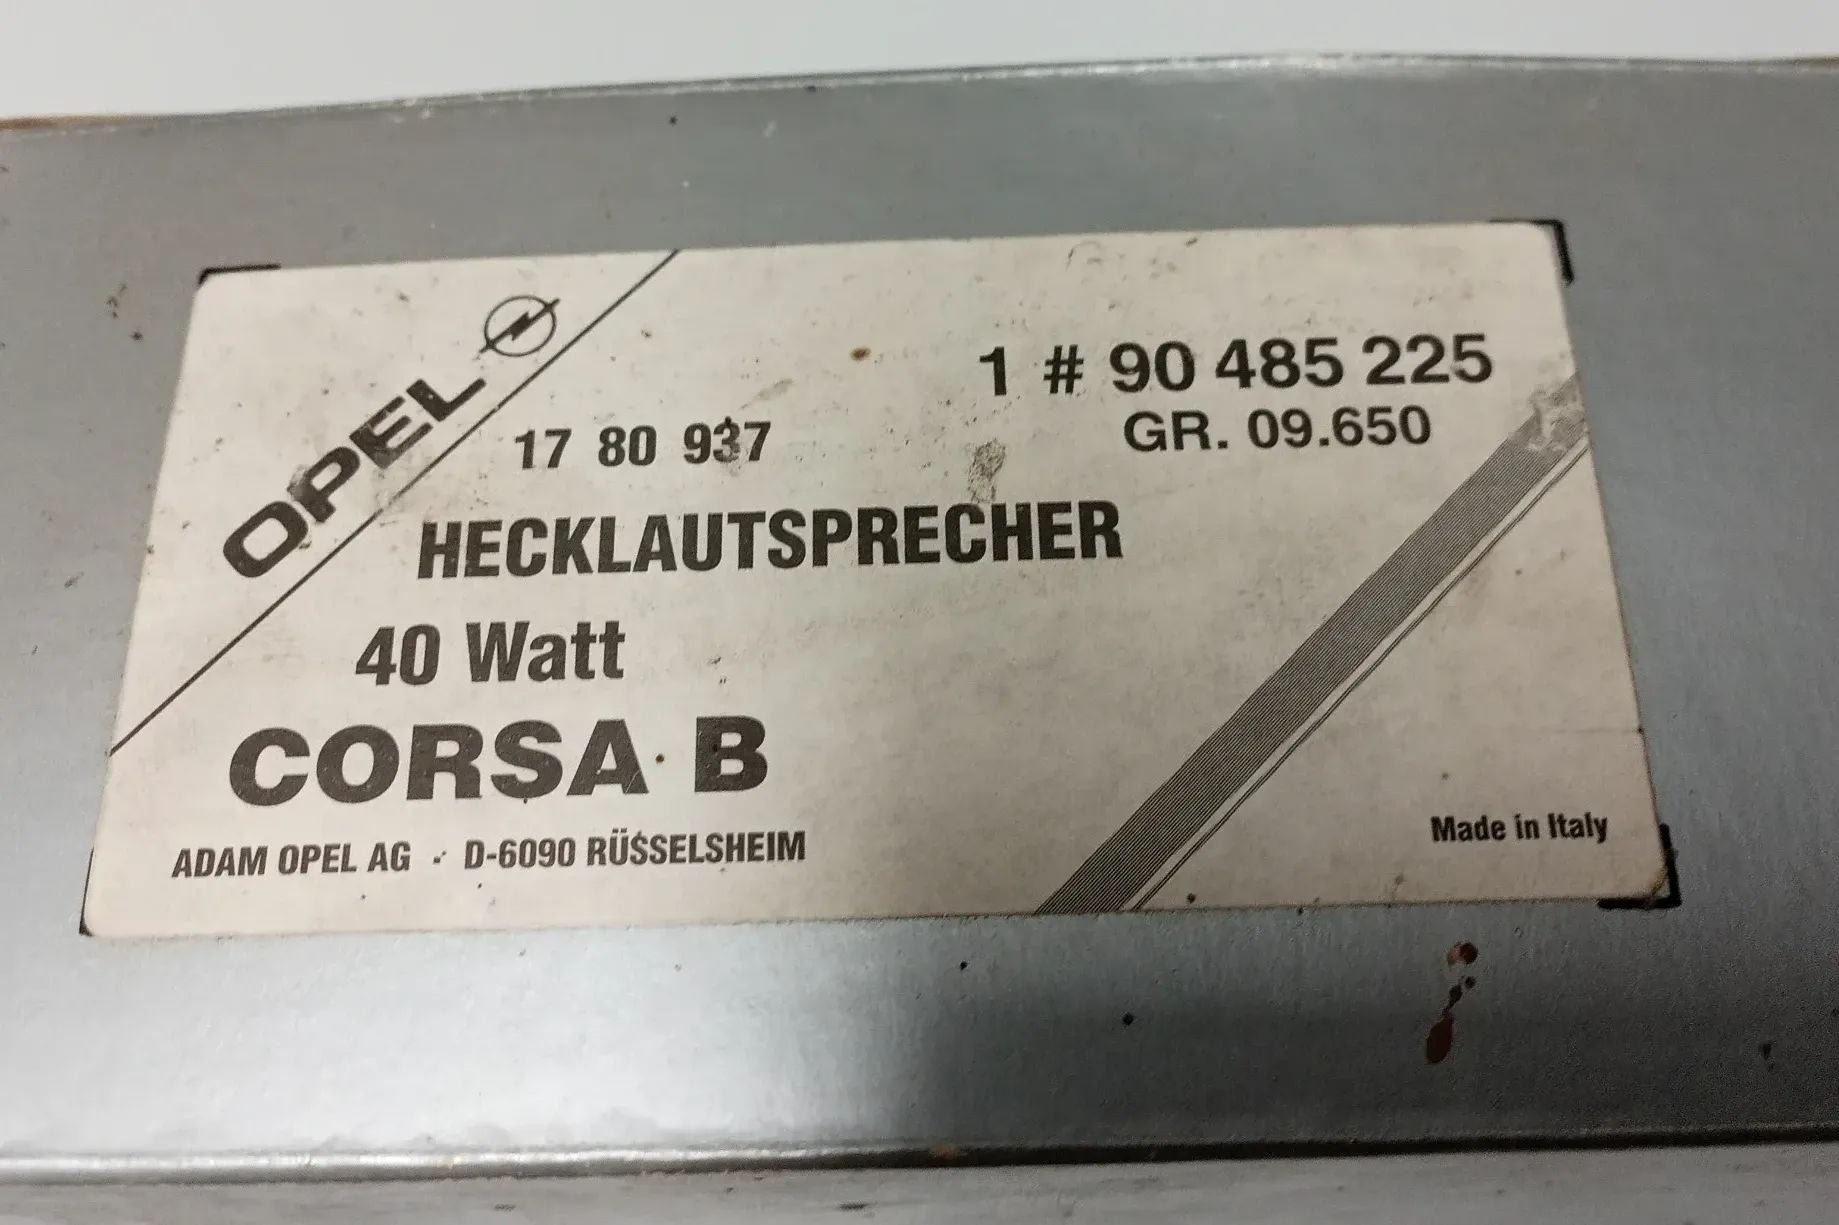 OPEL
1 # 90 485 225
GR. 09.650
17 80 937
HECKLAUTSPRECHER
40 Watt
CORSA B
ADAM OPEL AG · D-6090 RÜSSELSHEIM
Made in Italy